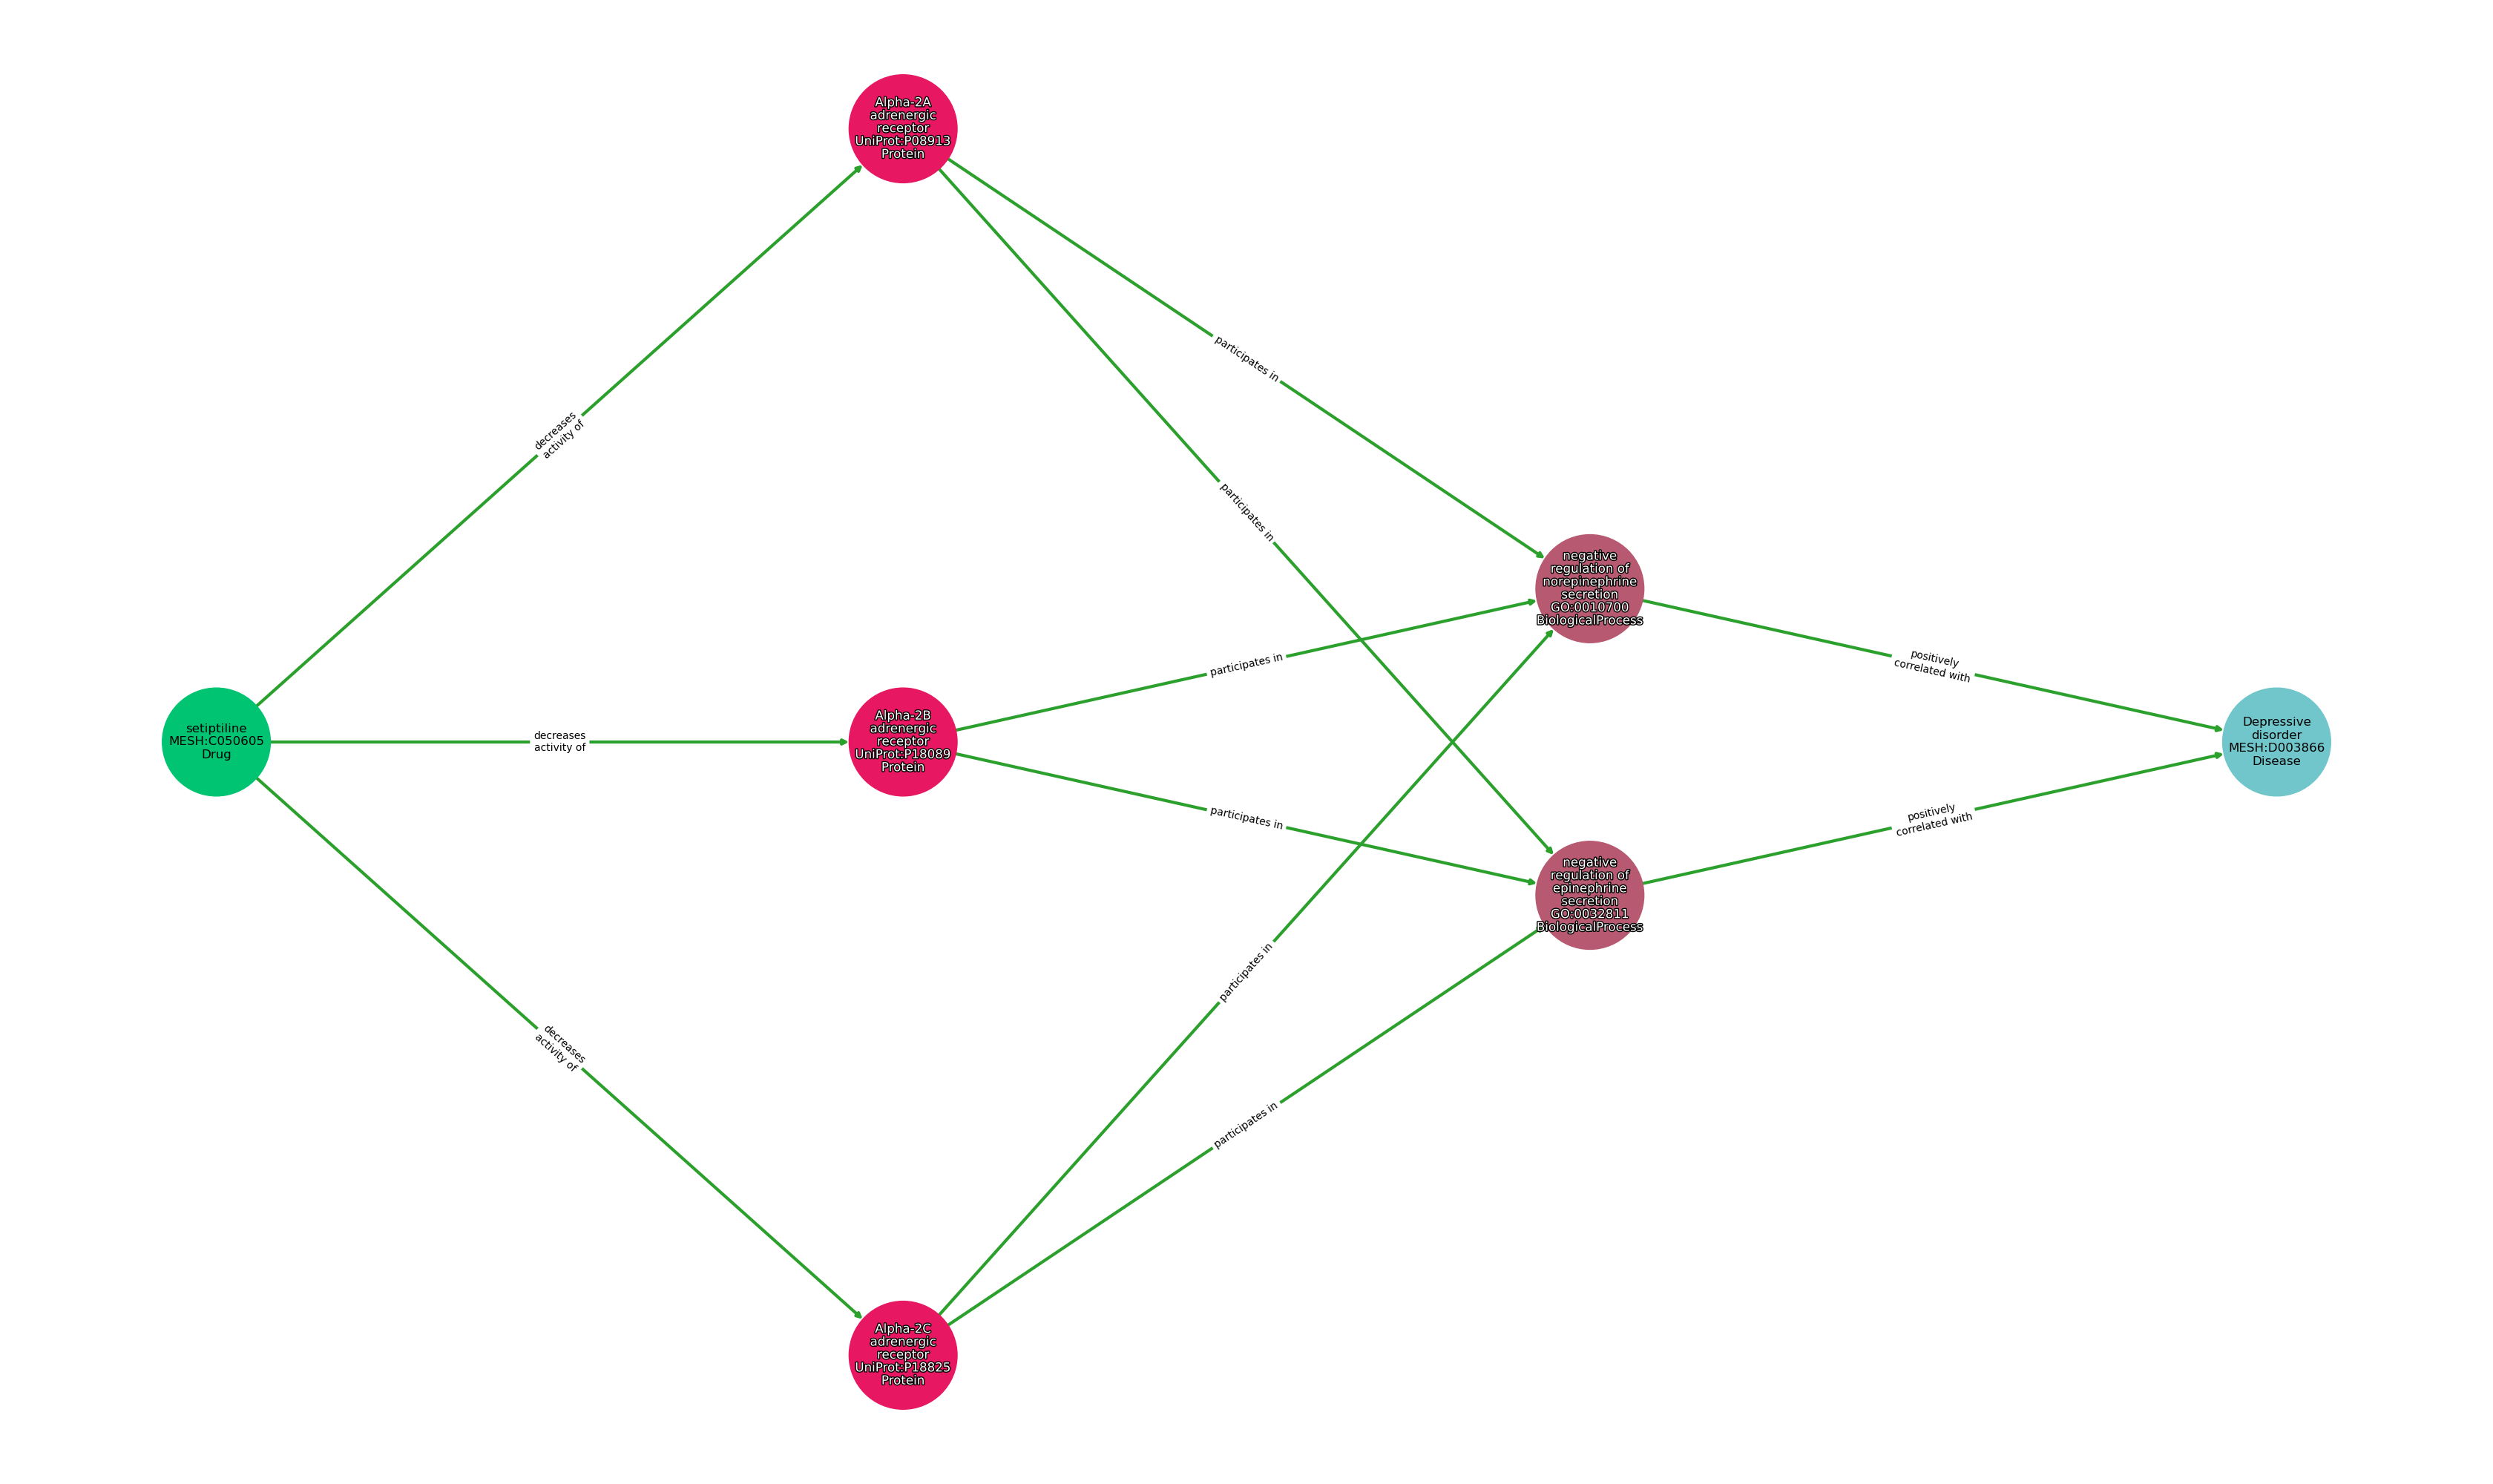 Alpha-2A
adrenergic
receptor
UniProt:P08913
Protein
participates in
decreases
activity of
participates in
negative
regulation of
norepinephrine
secretion
GO:0010700
BiologicalProcess
participates in
positively
correlated with
setiptiline
MESH:C050605
Drug
decreases
activity of
Alpha-2B
adrenergic
receptor
UniProt:P18089
Protein
Depressive
disorder
MESH:D003866
Disease
participates in
positively
correlated with
negative
regulation of
epinephrine
secretion
GO:0032811
BiologicalProcess
participates in
decreases
activity of
participates in
Alpha-2C
adrenergic
receptor
UniProt:P18825
Protein